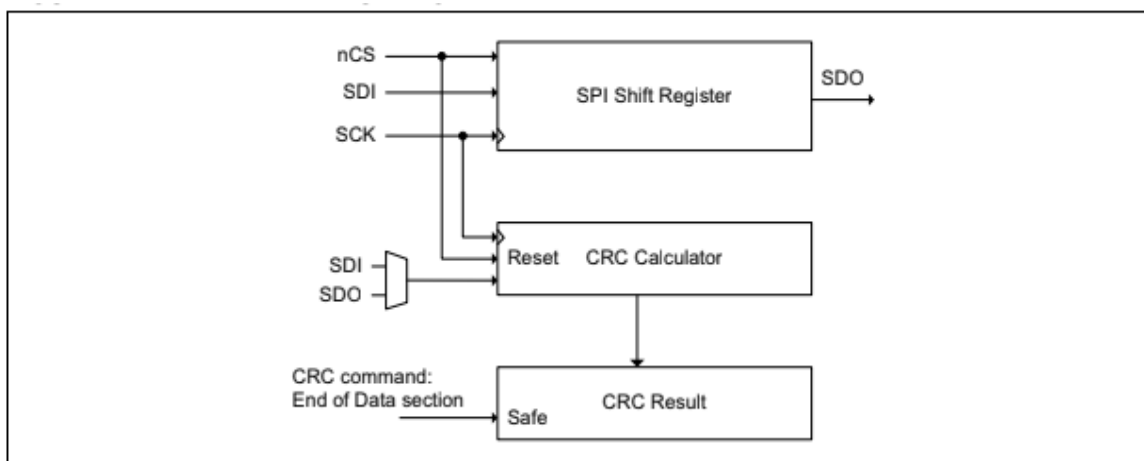 nCS
SDI
SCK
SPI Shift Register
SDO
SDI
SDO
Reset CRC Calculator
CRC command:
End of Data section
Safe
CRC Result